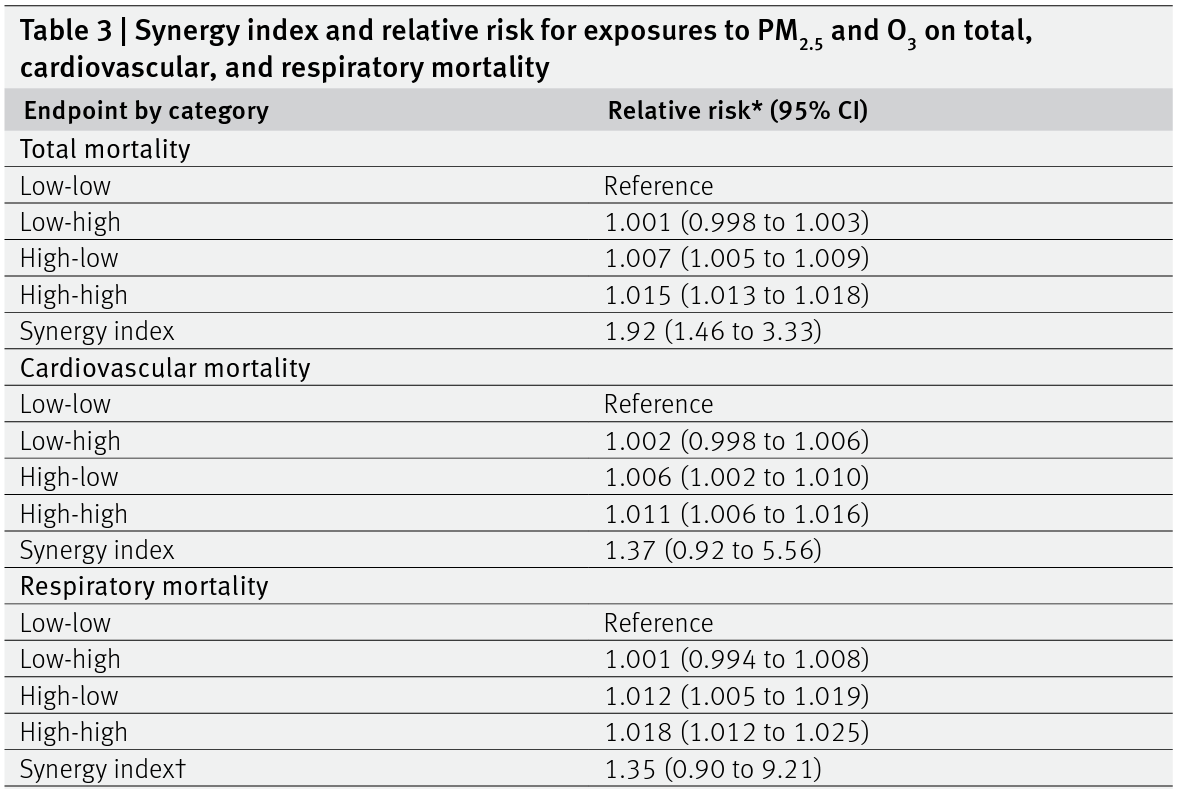 Table 3 | Synergy index and relative risk for exposures to PM2.5 and O3 on total,
cardiovascular, and respiratory mortality
Endpoint by category Relative risk* (95% CI)
Total mortality
Low-low Reference
Low-high 1.001 (0.998 to 1.003)
High-low 1.007 (1.005 to 1.009)
High-high 1.015 (1.013 to 1.018)
Synergy index 1.92 (1.46 to 3.33)
Cardiovascular mortality
Low-low Reference
Low-high 1.002 (0.998 to 1.006)
High-low 1.006 (1.002 to 1.010)
High-high 1.011 (1.006 to 1.016)
Synergy index 1.37 (0.92 to 5.56)
Respiratory mortality
Low-low Reference
Low-high 1.001 (0.994 to 1.008)
High-low 1.012 (1.005 to 1.019)
High-high 1.018 (1.012 to 1.025)
Synergy index† 1.35 (0.90 to 9.21)